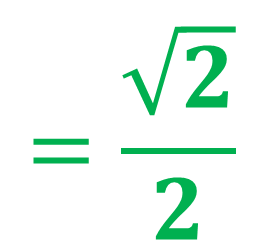 = √2/2